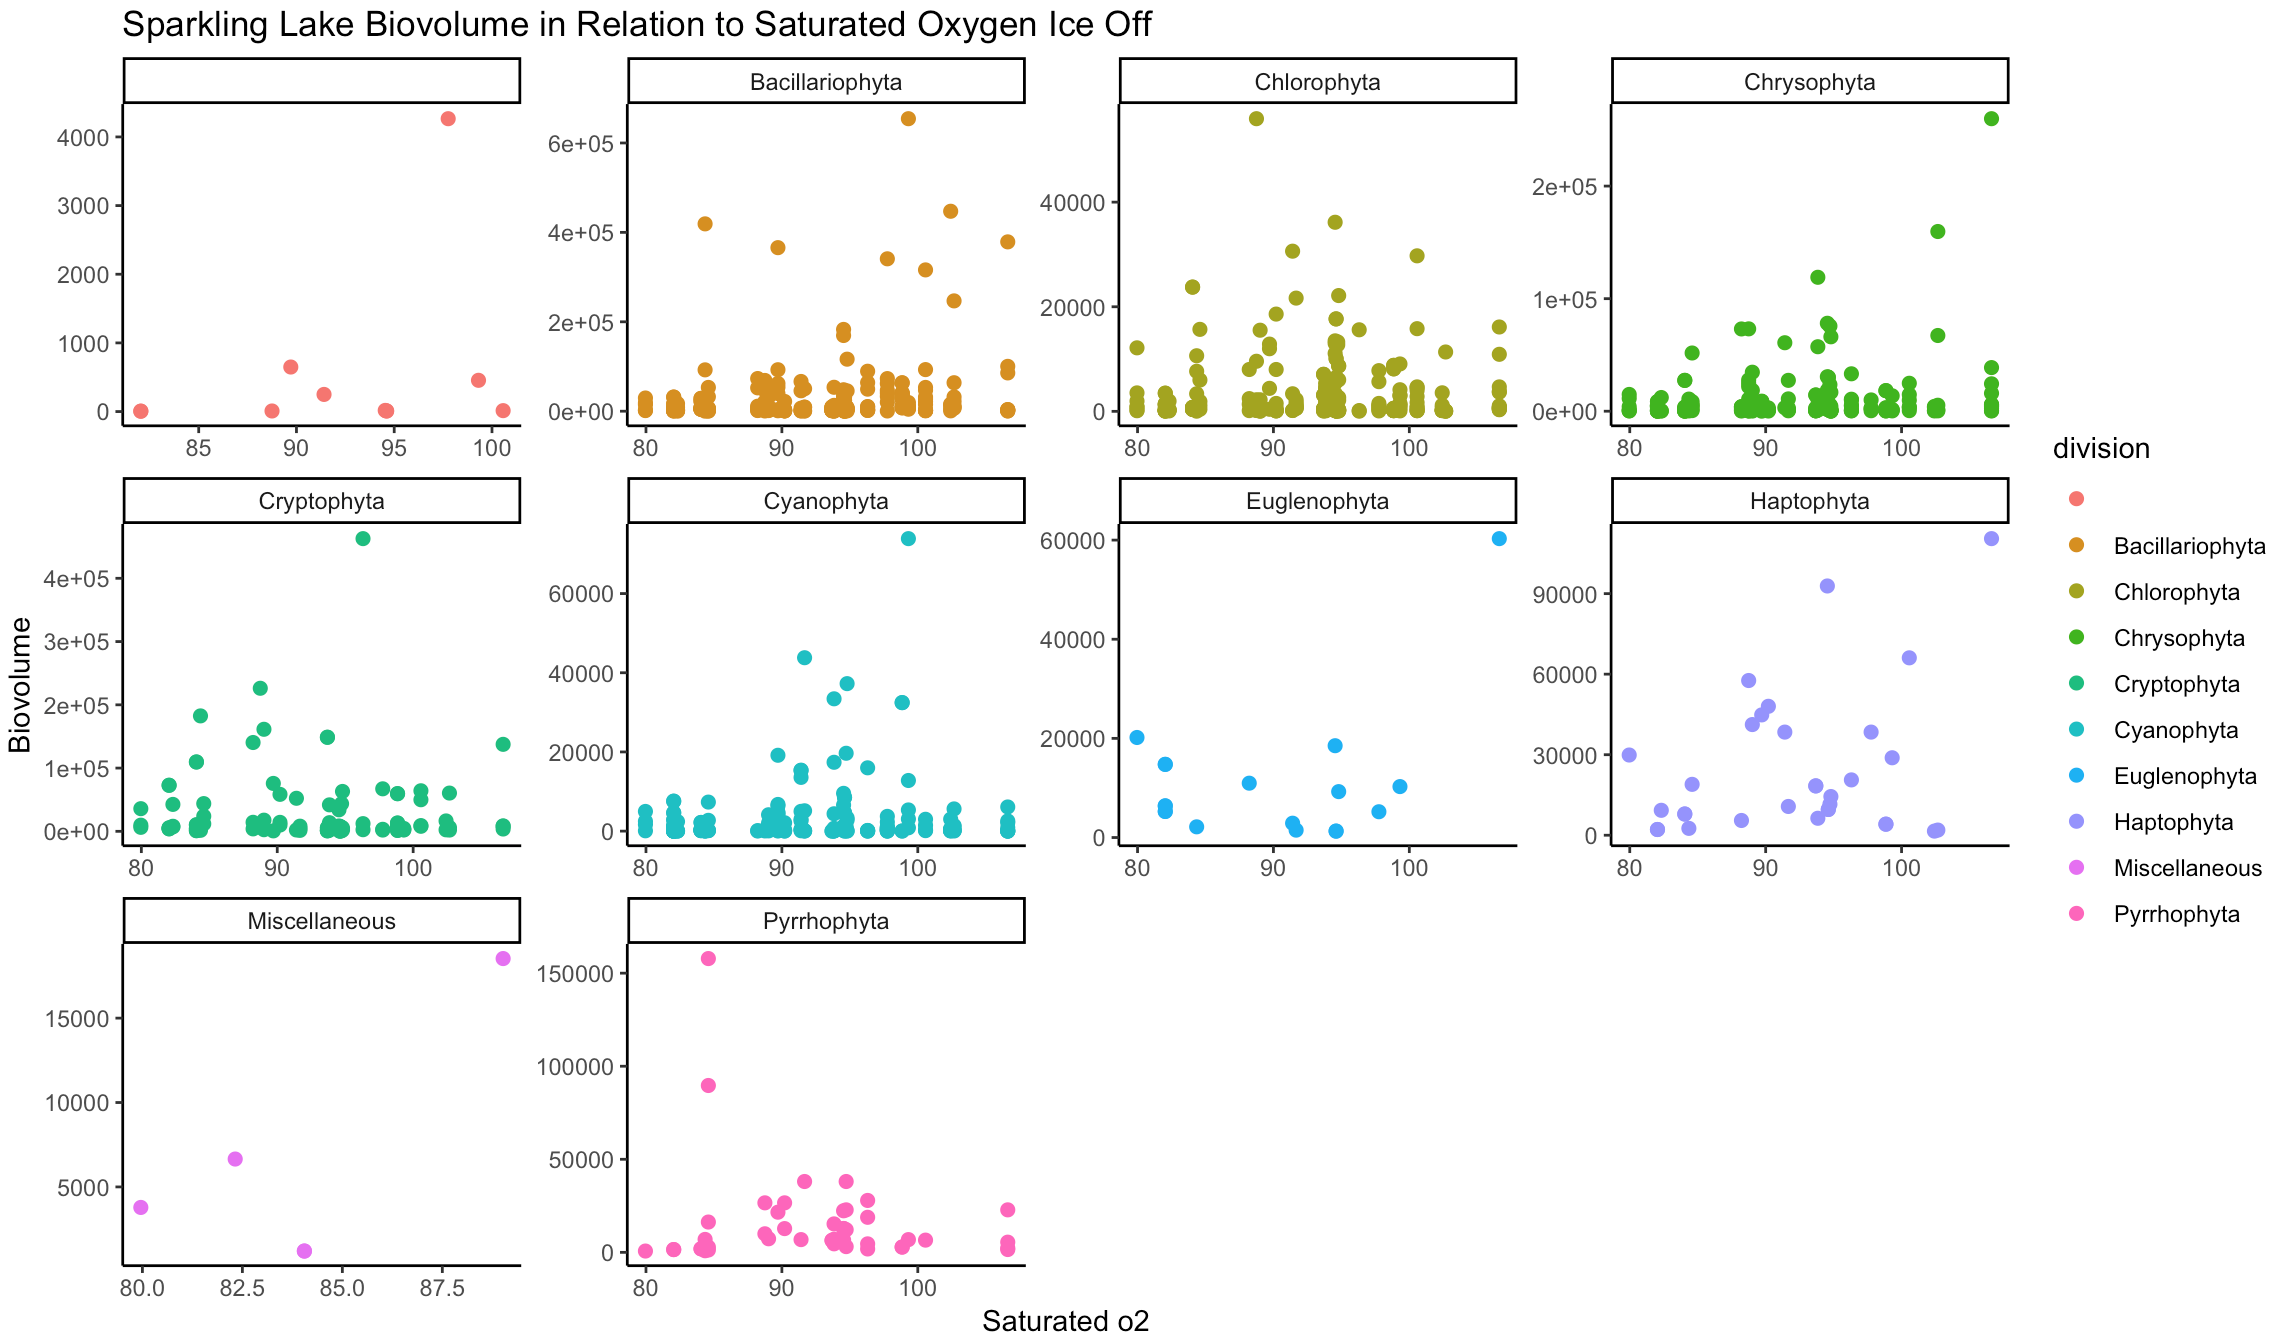 Sparkling Lake Biovolume in Relation to Saturated Oxygen Ice Off
Bacillariophyta
Chlorophyta
Chrysophyta
4000
3000
2000
1000
0
85 90 95 100
6e+05
4e+05
2e+05
0e+00
80 90 100
40000
20000
0
80 90 100
2e+05
1e+05
0e+00
80 90 100
Cryptophyta
Cyanophyta
Euglenophyta
Haptophyta
4e+05
3e+05
2e+05
1e+05
0e+00
80 90 100
60000
40000
20000
0
80 90 100
60000
40000
20000
0
80 90 100
90000
60000
30000
0
80 90 100
Miscellaneous
Pyrrhophyta
15000
10000
5000
80.0 82.5 85.0 87.5
150000
100000
50000
0
80 90 100
Biovolume
Saturated o2
division
Bacillariophyta
Chlorophyta
Chrysophyta
Cryptophyta
Cyanophyta
Euglenophyta
Haptophyta
Miscellaneous
Pyrrhophyta